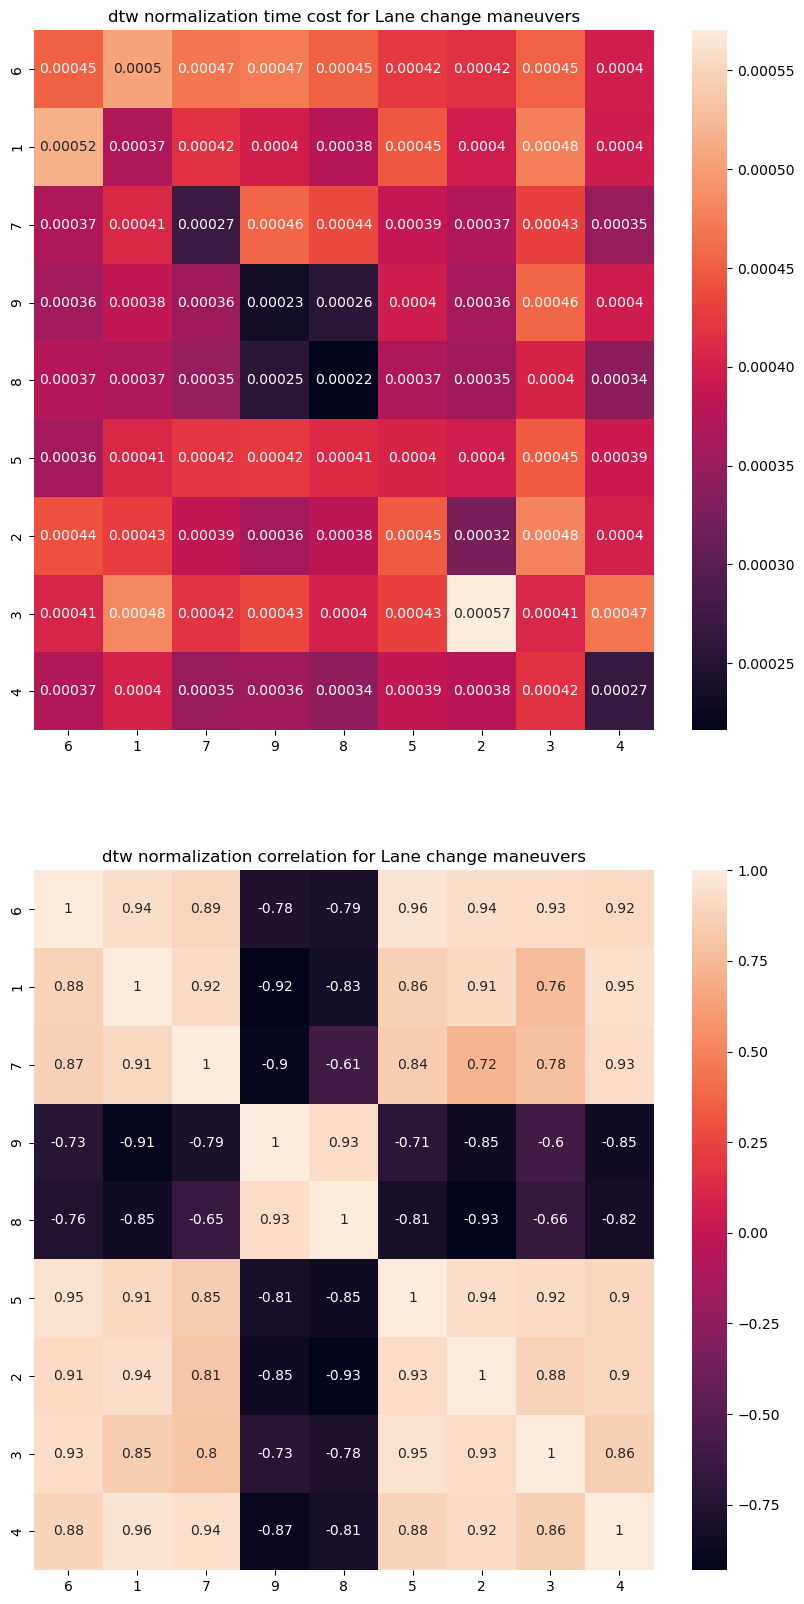 dtw normalization time cost for Lane change maneuvers
6 0.00045 0.0005 0.00047 0.00047 0.00045 0.00042 0.00042 0.00045 0.0004
1 0.00052 0.00037 0.00042 0.0004 0.00038 0.00045 0.0004 0.00048 0.0004
7 0.00037 0.00041 0.00027 0.00046 0.00044 0.00039 0.00037 0.00043 0.00035
9 0.00036 0.00038 0.00036 0.00023 0.00026 0.0004 0.00036 0.00046 0.0004
8 0.00037 0.00037 0.00035 0.00025 0.00022 0.00037 0.00035 0.0004 0.00034
5 0.00036 0.00041 0.00042 0.00042 0.00041 0.0004 0.0004 0.00045 0.00039
2 0.00044 0.00043 0.00039 0.00036 0.00038 0.00045 0.00032 0.00048 0.0004
3 0.00041 0.00048 0.00042 0.00043 0.0004 0.00043 0.00057 0.00041 0.00047
4 0.00037 0.0004 0.00035 0.00036 0.00034 0.00039 0.00038 0.00042 0.00027
6 1 7 9 8 5 2 3 4
0.00055
0.00050
0.00045
0.00040
0.00035
0.00030
0.00025
dtw normalization correlation for Lane change maneuvers
6 1 0.94 0.89 -0.78 -0.79 0.96 0.94 0.93 0.92
1 0.88 1 0.92 -0.92 -0.83 0.86 0.91 0.76 0.95
7 0.87 0.91 1 -0.9 -0.61 0.84 0.72 0.78 0.93
9 -0.73 -0.91 -0.79 1 0.93 -0.71 -0.85 -0.6 -0.85
8 -0.76 -0.85 -0.65 0.93 1 -0.81 -0.93 -0.66 -0.82
5 0.95 0.91 0.85 -0.81 -0.85 1 0.94 0.92 0.9
2 0.91 0.94 0.81 -0.85 -0.93 0.93 1 0.88 0.9
3 0.93 0.85 0.8 -0.73 -0.78 0.95 0.93 1 0.86
4 0.88 0.96 0.94 -0.87 -0.81 0.88 0.92 0.86 1
6 1 7 9 8 5 2 3 4
1.00
0.75
0.50
0.25
0.00
−0.25
−0.50
−0.75